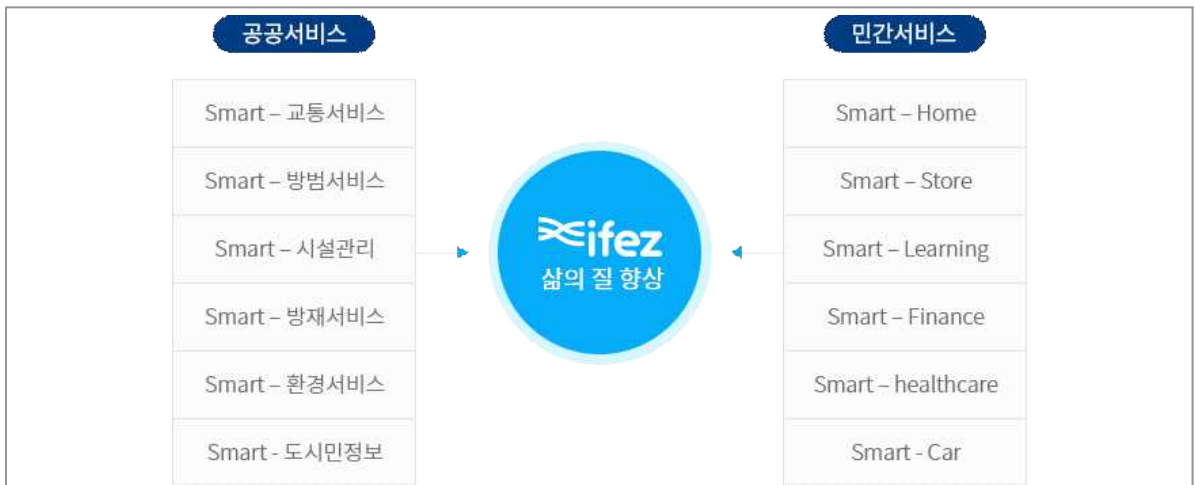 공공서비스
Smart – 교통서비스
Smart – 방범서비스
Smart – 시설관리
Smart – 방재서비스
Smart – 환경서비스
Smart - 도시민정보
ifez
삶의 질 향상
민간서비스
Smart – Home
Smart – Store
Smart – Learning
Smart – Finance
Smart – healthcare
Smart - Car